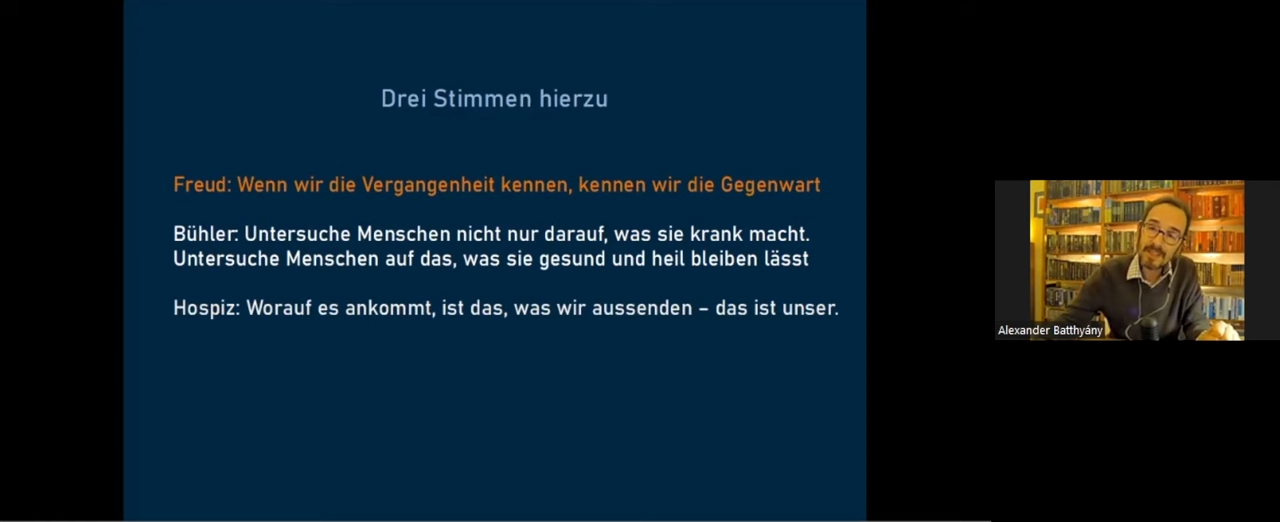 Drei Stimmen hierzu
Freud: Wenn wir die Vergangenheit kennen, kennen wir die Gegenwart
Bühler: Untersuche Menschen nicht nur darauf, was sie krank macht.
Untersuche Menschen auf das, was sie gesund und heil bleiben lässt
Hospiz: Worauf es ankommt, ist das, was wir aussenden – das ist unser.
Alexander Batthyány